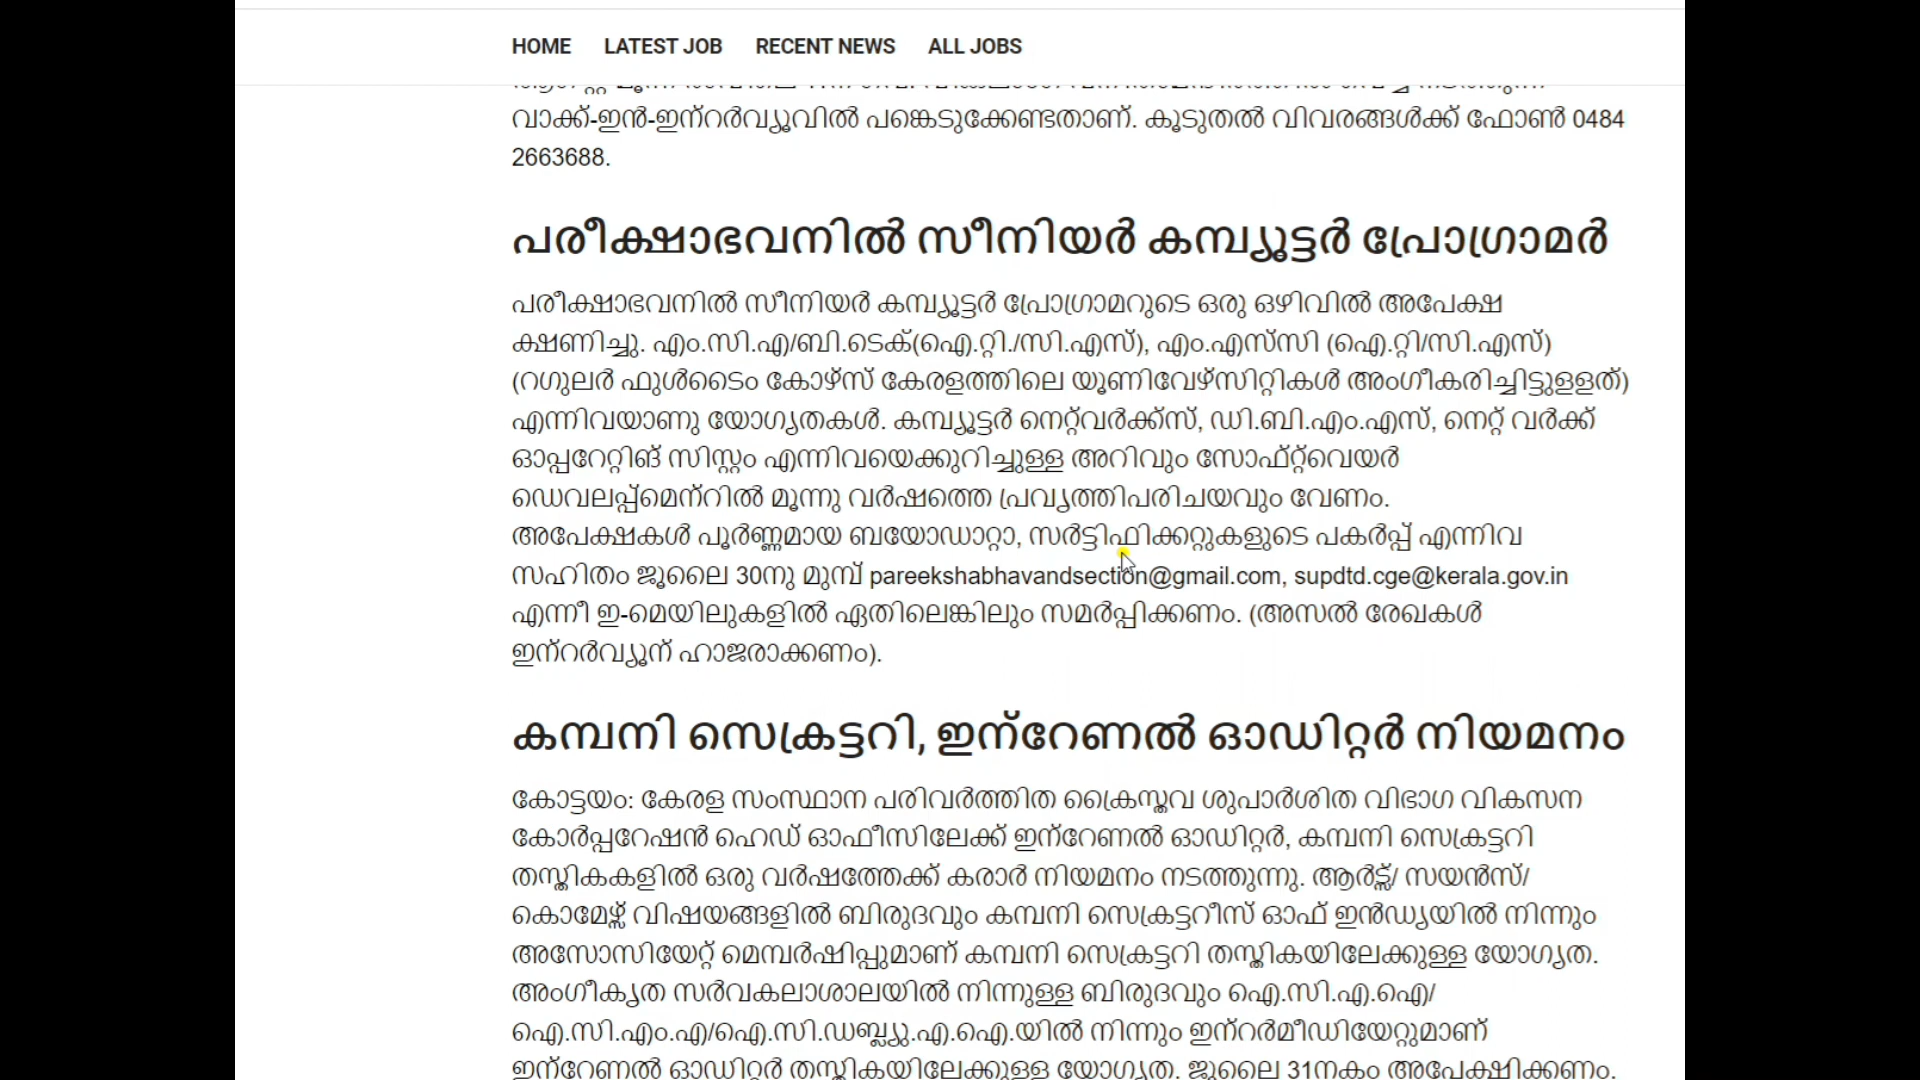 HOME LATEST JOB RECENT NEWS ALL JOBS
വാക്ക്-ഇൻ-ഇന്റർവ്യൂവിൽ പങ്കെടുക്കേണ്ടതാണ്. കൂടുതൽ വിവരങ്ങൾക്ക് ഫോൺ 0484
2663688.
പരീക്ഷാഭവനിൽ സീനിയർ കമ്പ്യൂട്ടർ പ്രോഗ്രാമർ
പരീക്ഷാഭവനിൽ സീനിയർ കമ്പ്യൂട്ടർ പ്രോഗ്രാമറുടെ ഒരു ഒഴിവിൽ അപേക്ഷ
ക്ഷണിച്ചു. എം.സി.എ/ബി.ടെക്(ഐ.റ്റി./സി.എസ്), എം.എസ്‌സി (ഐ.റ്റി/സി.എസ്)
(റഗുലർ ഫുൾടൈം കോഴ്‌സ് കേരളത്തിലെ യൂണിവേഴ്‌സിറ്റികൾ അംഗീകരിച്ചിട്ടുളളത്)
എന്നിവയാണു യോഗ്യതകൾ. കമ്പ്യൂട്ടർ നെറ്റ്‌വർക്ക്‌സ്, ഡി.ബി.എം.എസ്, നെറ്റ് വർക്ക്
ഓപ്പറേറ്റിങ് സിസ്റ്റം എന്നിവയെക്കുറിച്ചുള്ള അറിവും സോഫ്റ്റ്‌വെയർ
ഡെവലപ്പ്‌മെന്റിൽ മൂന്നു വർഷത്തെ പ്രവൃത്തിപരിചയവും വേണം.
അപേക്ഷകൾ പൂർണ്ണമായ ബയോഡാറ്റാ, സർട്ടിഫിക്കറ്റുകളുടെ പകർപ്പ് എന്നിവ
സഹിതം ജൂലൈ 30നു മുമ്പ് pareekshabhavandsection@gmail.com, supdtd.cge@kerala.gov.in
എന്നീ ഇ-മെയിലുകളിൽ ഏതിലെങ്കിലും സമർപ്പിക്കണം. (അസൽ രേഖകൾ
ഇന്റർവ്യൂന് ഹാജരാക്കണം).
കമ്പനി സെക്രട്ടറി, ഇന്റേണൽ ഓഡിറ്റർ നിയമനം
കോട്ടയം: കേരള സംസ്ഥാന പരിവർത്തിത ക്രൈസ്തവ ശുപാർശിത വിഭാഗ വികസന
കോർപ്പറേഷൻ ഹെഡ് ഓഫീസിലേക്ക് ഇന്റേണൽ ഓഡിറ്റർ, കമ്പനി സെക്രട്ടറി
തസ്തികകളിൽ ഒരു വർഷത്തേക്ക് കരാർ നിയമനം നടത്തുന്നു. ആർട്സ്/ സയൻസ്/
കൊമേഴ്സ് വിഷയങ്ങളിൽ ബിരുദവും കമ്പനി സെക്രട്ടറീസ് ഓഫ് ഇൻഡ്യയിൽ നിന്നും
അസോസിയേറ്റ് മെമ്പർഷിപ്പുമാണ് കമ്പനി സെക്രട്ടറി തസ്തികയിലേക്കുള്ള യോഗ്യത.
അംഗീകൃത സർവകലാശാലയിൽ നിന്നുള്ള ബിരുദവും ഐ.സി.എ.ഐ/
ഐ.സി.എം.എ/ഐ.സി.ഡബ്ല്യു.എ.ഐ.യിൽ നിന്നും ഇന്റർമീഡിയേറ്റുമാണ്
ഇന്റേണൽ ഓഡിറ്റർ തസ്തികയിലേക്കുള്ള യോഗ്യത. ജൂലൈ 31നകം അപേക്ഷിക്കണം.